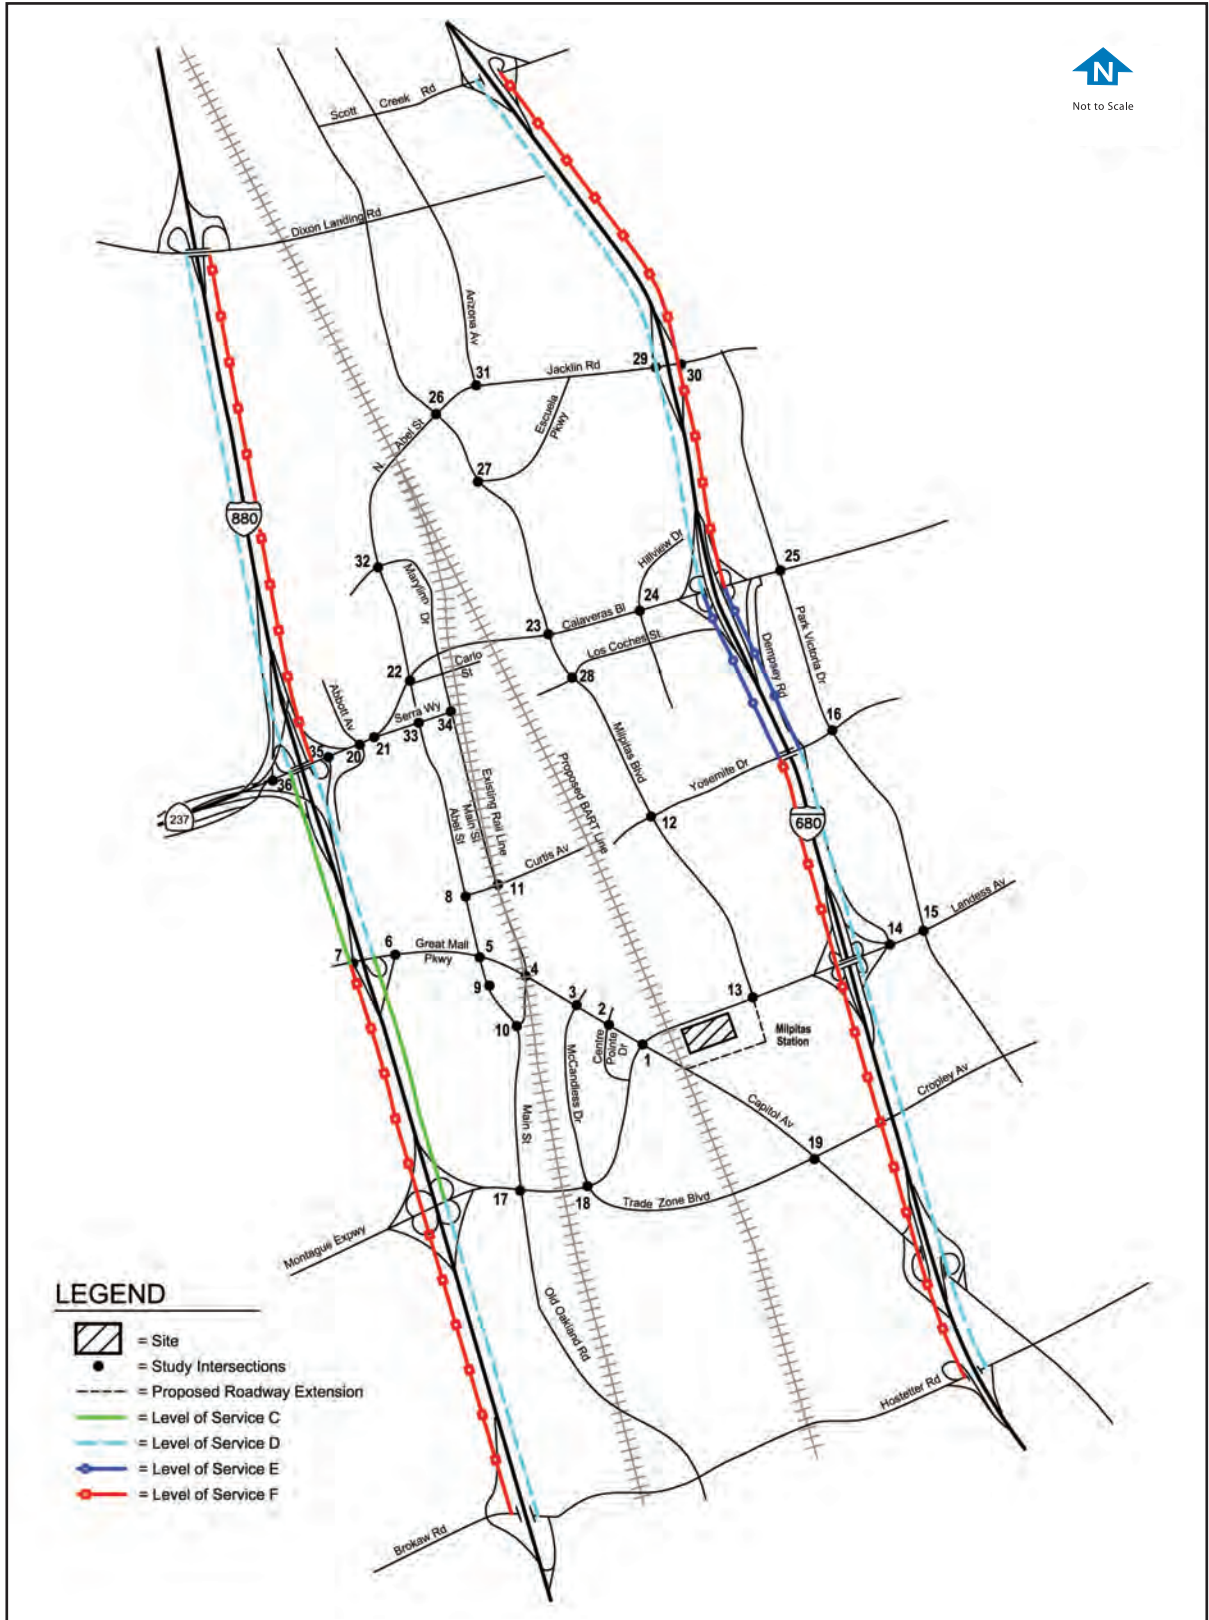 N
Not to Scale
Scott Creek Rd
Dixon Landing Rd
Arizona Av
29
30
31
Jacklin Rd
26
Escuela
Pkwy
N. Abel St
27
880
32
Marylinn Dr
Hillview Dr
25
24
23
Calaveras Bl
Los Coches St
Park Victoria Dr
Dempsey Rd
22
Carlo
St
28
Abbott Av
Serra Wy
34
33
16
35
20
21
36
Milpitas Blvd
Yosemite Dr
237
Existing Rail Line
Main St
Abel St
Proposed BART Line
12
680
Curtis Av
11
8
Landess Av
15
14
6
Great Mall
Pkwy
5
7
4
9
3
2
13
10
Centre
Pointe
Dr
1
Milpitas
Station
McCandless Dr
Main St
Capitol Av
Cropley Av
19
17
18
Trade Zone Blvd
Montague Expwy
Old Oakland Rd
Hostetter Rd
Brokaw Rd
LEGEND
= Site
= Study Intersections
= Proposed Roadway Extension
= Level of Service C
= Level of Service D
= Level of Service E
= Level of Service F